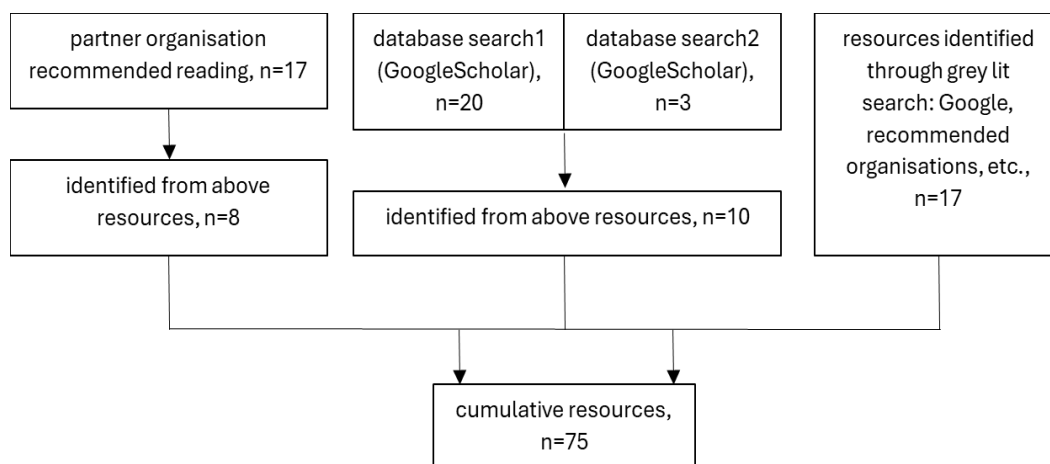 partner organisation
recommended reading, n=17
database search1
(GoogleScholar),
n=20
database search2
(GoogleScholar),
n=3
resources identified
through grey lit
search: Google,
recommended
organisations, etc.,
n=17
identified from above
resources, n=8
identified from above resources, n=10
cumulative resources,
n=75